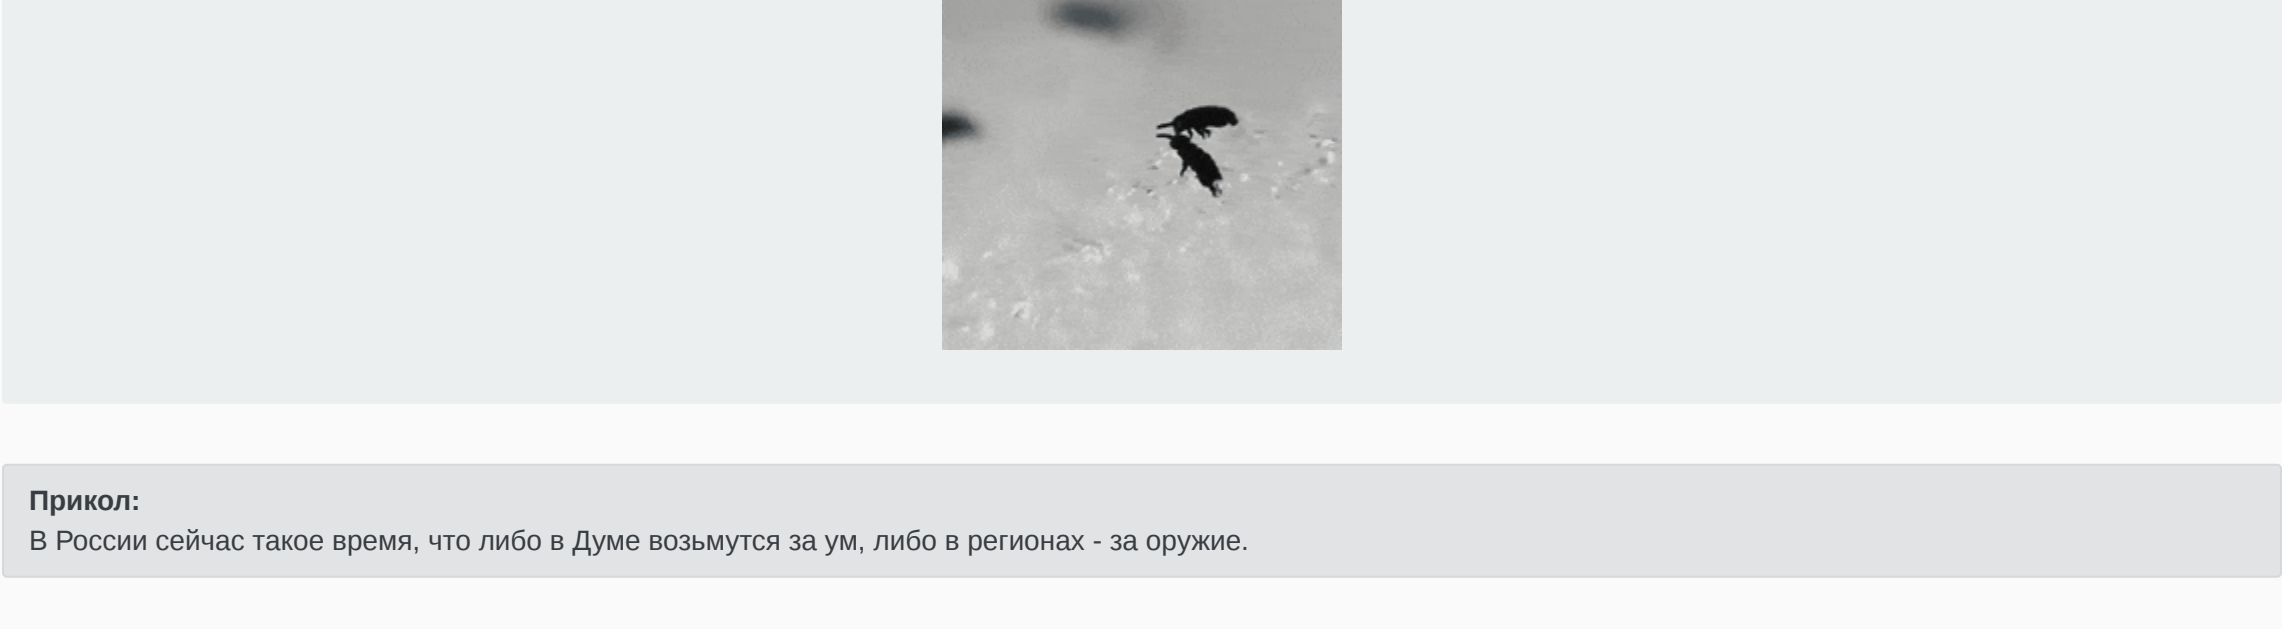 Прикол:
В России сейчас такое время, что либо в Думе возьмутся за ум, либо в регионах - за оружие.